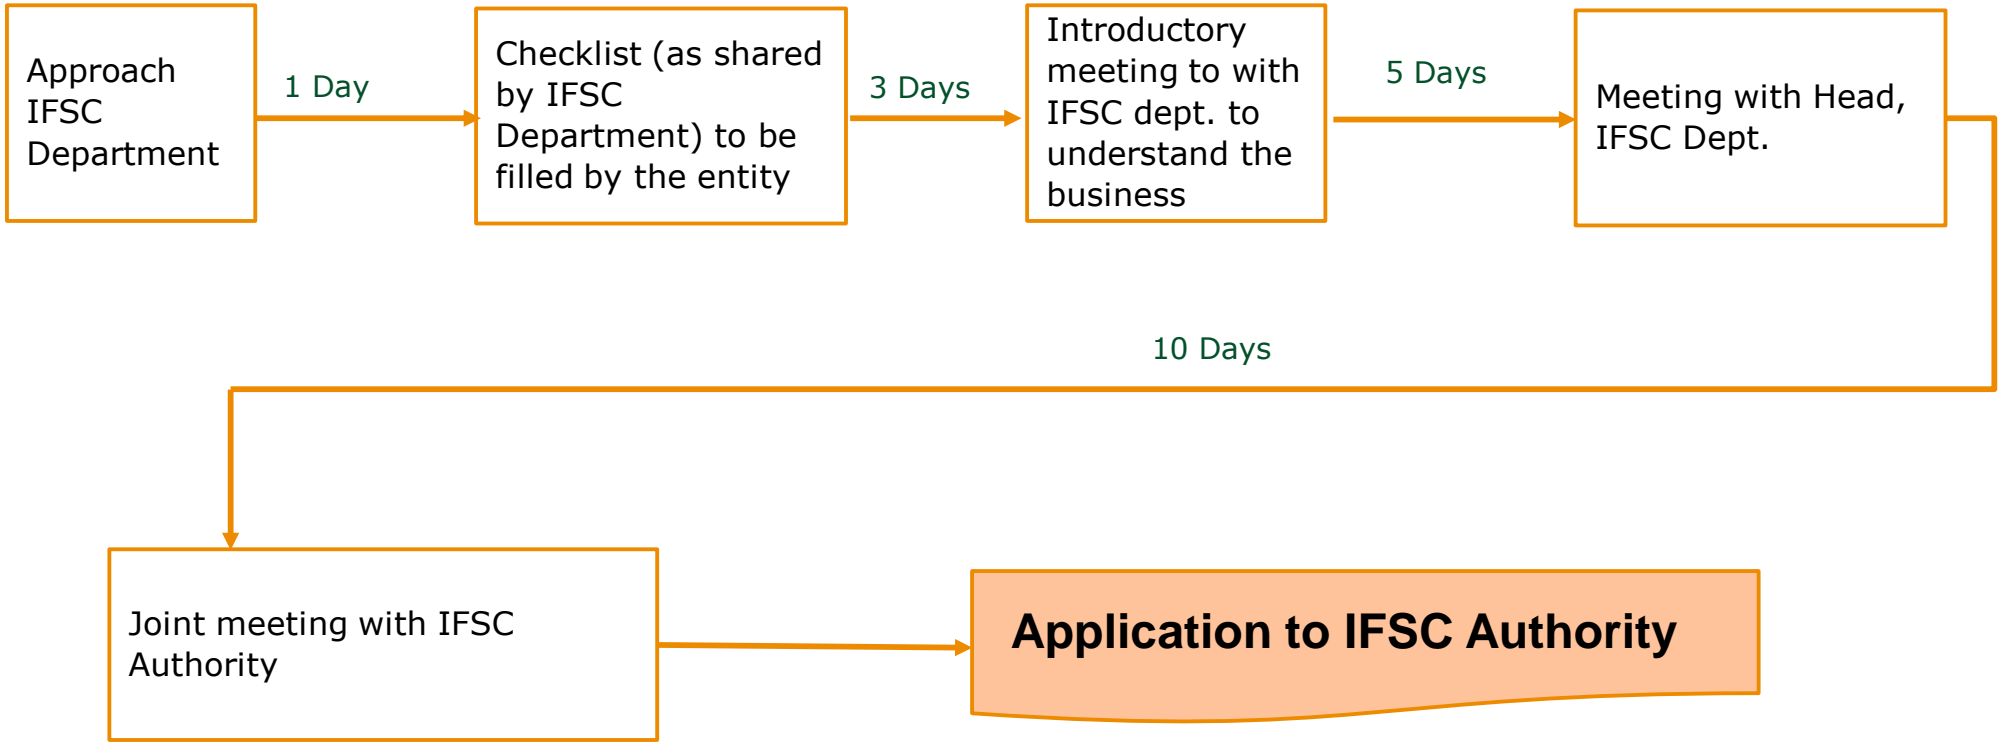 Approach
IFSC
Department
1 Day
Checklist (as shared
by IFSC
Department) to be
filled by the entity
3 Days
Introductory
meeting to with
IFSC dept. to
understand the
business
5 Days
Meeting with Head,
IFSC Dept.
10 Days
Joint meeting with IFSC
Authority
Application to IFSC Authority